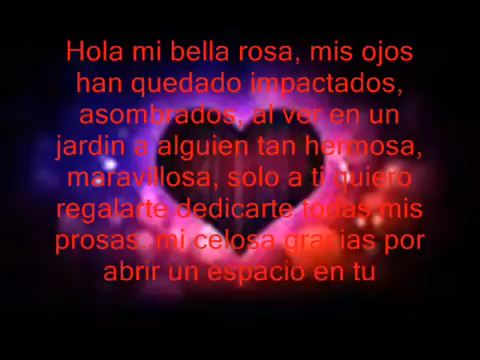 Hola mi bella rosa, mis ojos
han quedado impactados,
asombrados, al ver en un
jardin a alguien tan hermosa,
maravillosa, solo a ti quiero
regalarte dedicarte todas mis
prosas. mi celosa gracias por
abrir un espacio en tu